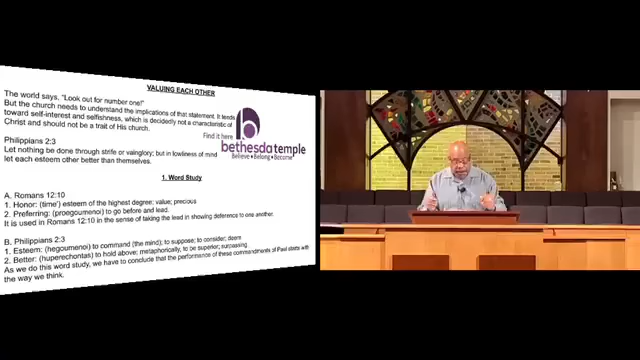 VALUING EACH OTHER
The world says, "Look out for number one!"
But the church needs to understand the implications of that statement. It tends
toward self-interest and selfishness, which is decidedly not a characteristic of
Christ and should not be a trait of His church.
Find it here
bethesdatemple
Believe • Belong • Become
Philippians 2:3
Let nothing be done through strife or vainglory; but in lowliness of mind
let each esteem other better than themselves.
1. Word Study
A. Romans 12:10
1. Honor: (time') esteem of the highest degree; value; precious
2. Preferring: (proegoumenoi) to go before and lead.
It is used in Romans 12:10 in the sense of taking the lead in showing deference to one another.
B. Philippians 2:3
1. Esteem: (hegoumenoi) to command (the mind); to suppose; to consider; deem
2. Better: (huperechontas) to hold above; metaphorically, to be superior; surpassing.
As we do this word study, we have to conclude that the performance of these commandments of Paul starts with
the way we think.